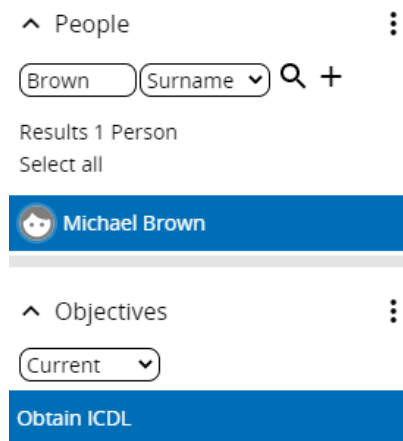 People
Brown Surname
Results 1 Person
Select all
Michael Brown
Objectives
Current
Obtain ICDL